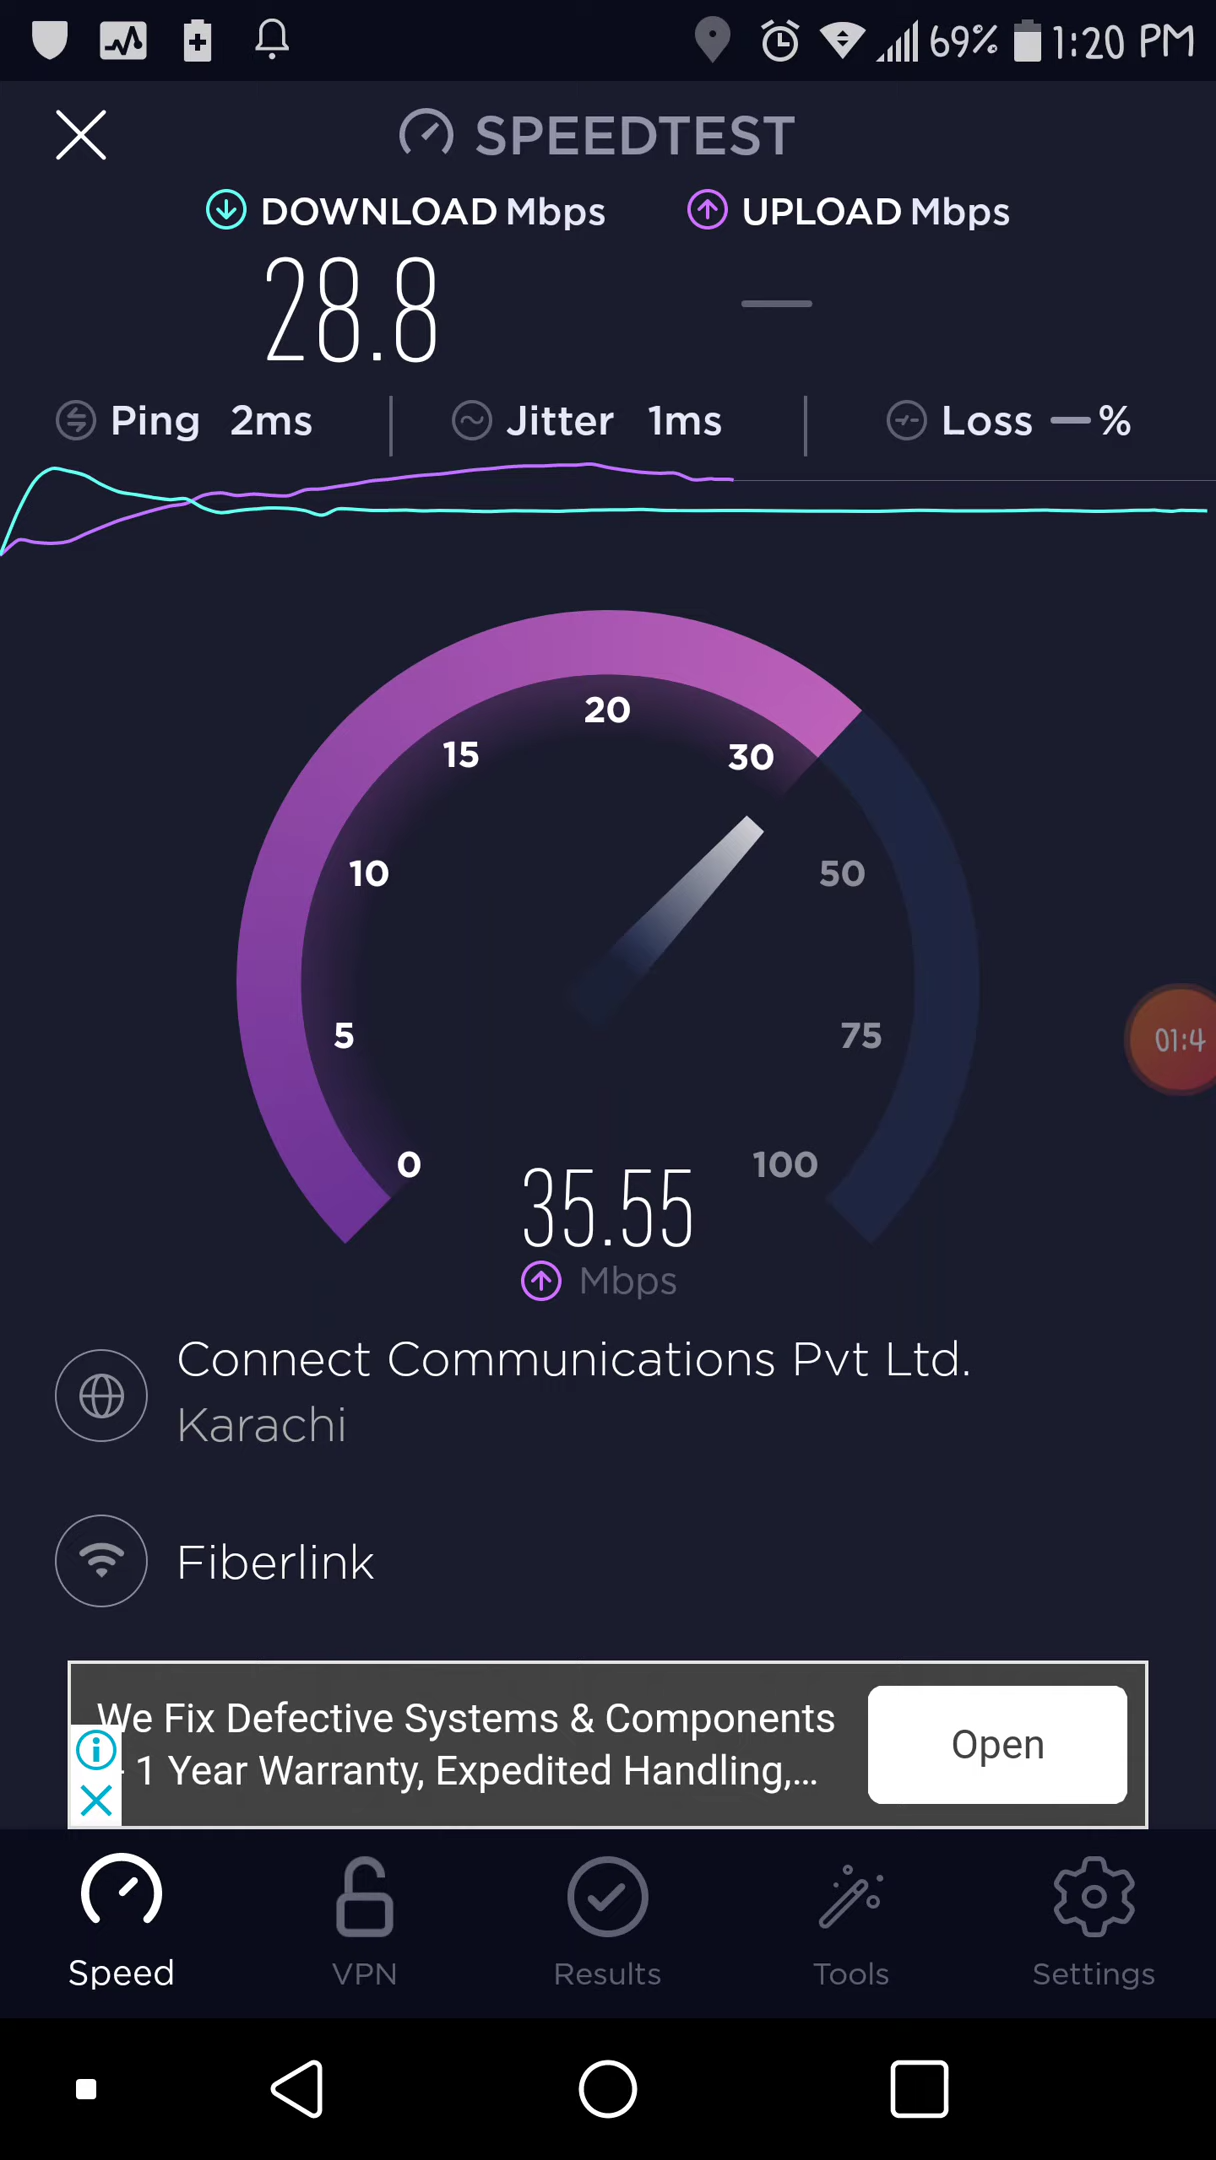 69% 1:20 PM
SPEEDTEST
DOWNLOAD Mbps UPLOAD Mbps
28.8 —
Ping 2ms Jitter 1ms Loss —%
20
15 30
10 50
5 75
0 100
35.55
Mbps
01:4
Connect Communications Pvt Ltd.
Karachi
Fiberlink
We Fix Defective Systems & Components
- 1 Year Warranty, Expedited Handling,...
Open
Speed VPN Results Tools Settings